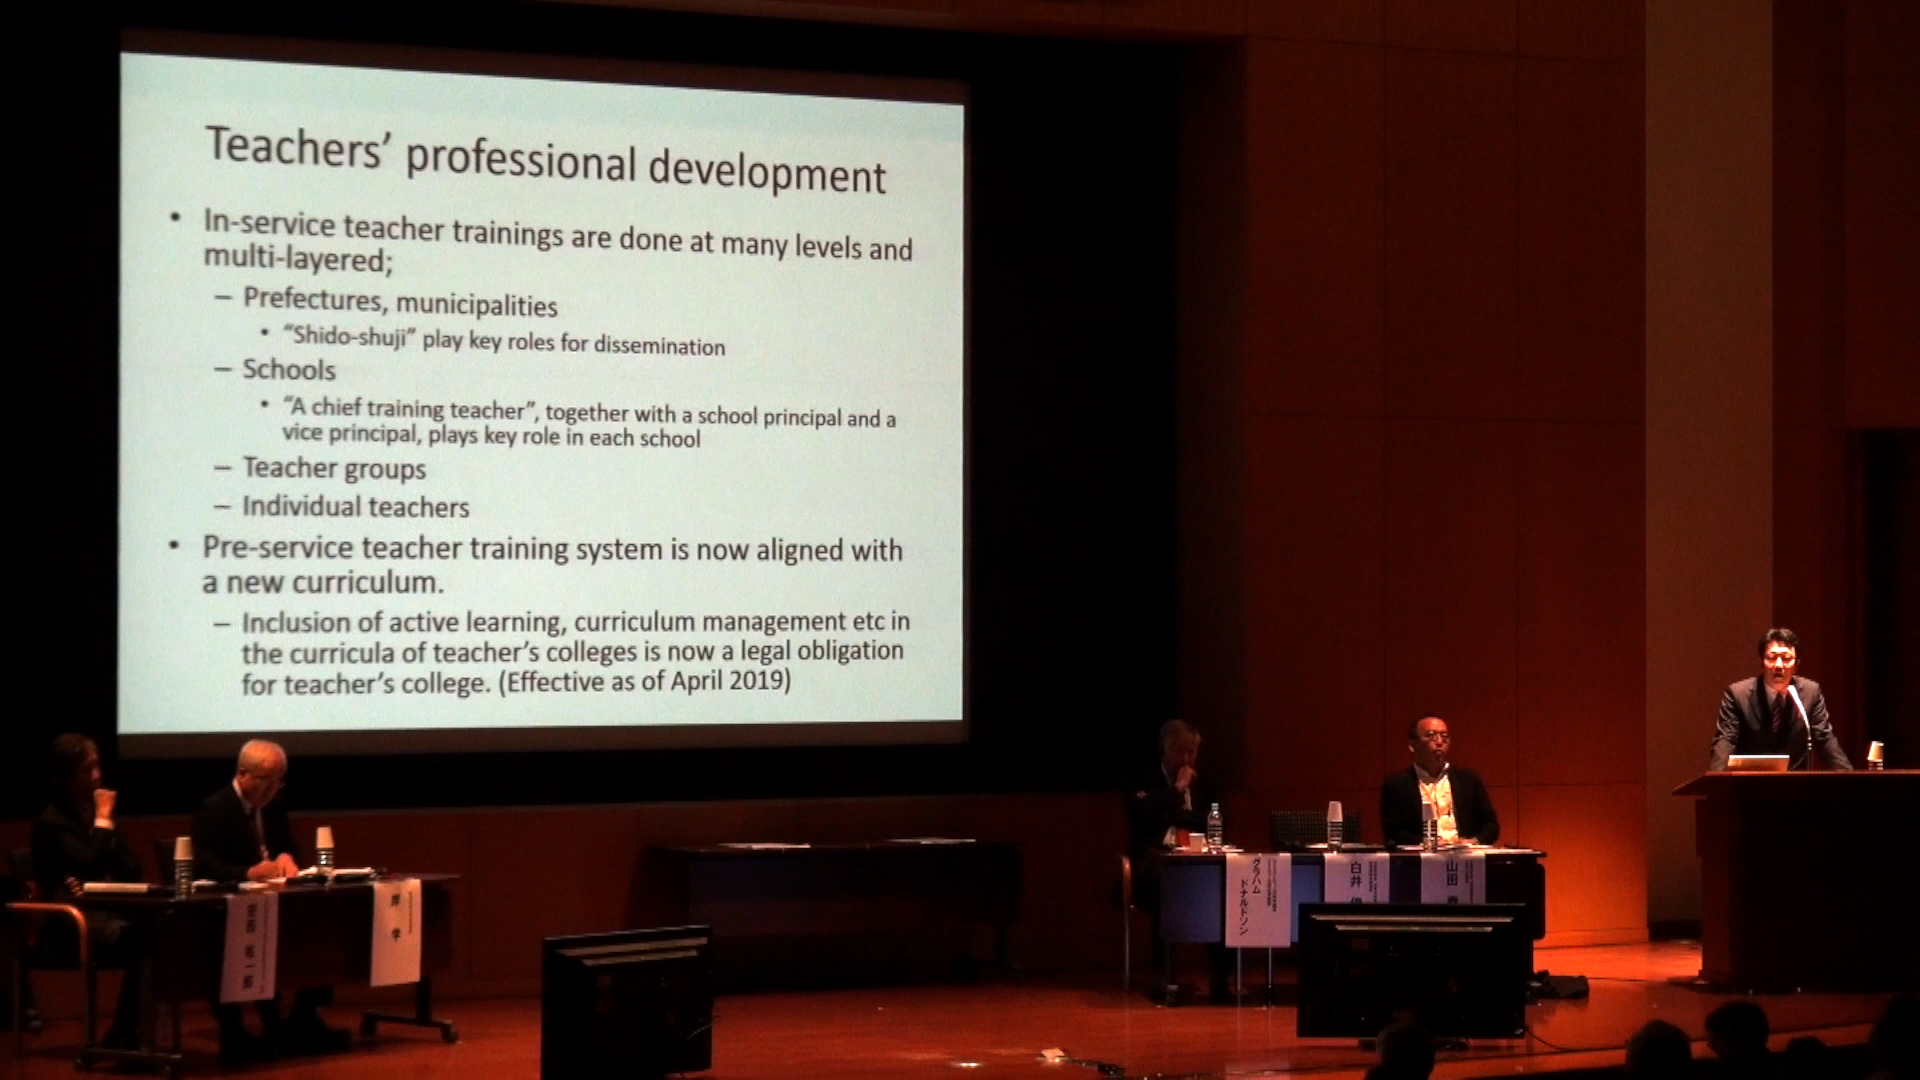 Teachers’ professional development
• In-service teacher trainings are done at many levels and
multi-layered;
– Prefectures, municipalities
• “Shido-shuji” play key roles for dissemination
– Schools
• “A chief training teacher”, together with a school principal and a
vice principal, plays key role in each school
– Teacher groups
– Individual teachers
• Pre-service teacher training system is now aligned with
a new curriculum.
– Inclusion of active learning, curriculum management etc in
the curricula of teacher’s colleges is now a legal obligation
for teacher’s college. (Effective as of April 2019)
岸 学
グラハム
ドナルドソン
白井
山田